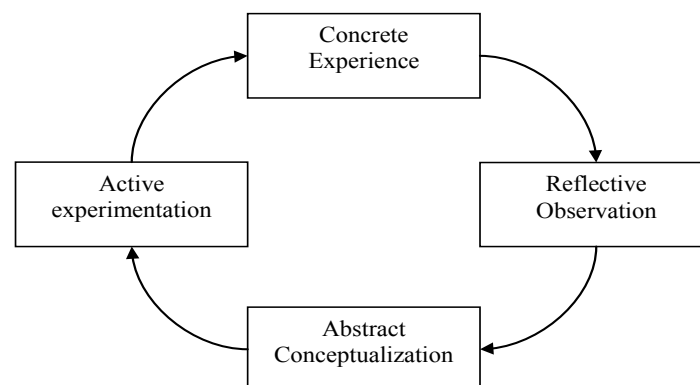 Concrete
Experience
Reflective
Observation
Abstract
Conceptualization
Active
experimentation